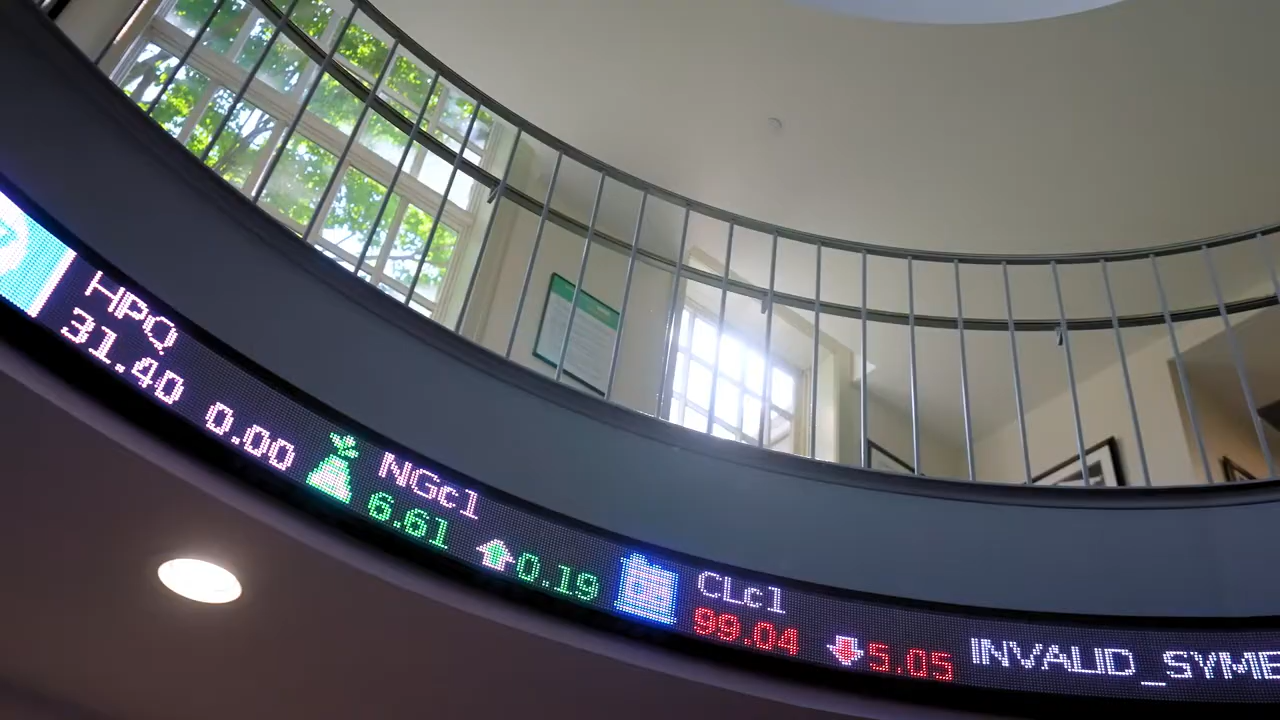 HPQ
31.40 0.00
NGc1
6.61 0.19
CLc1
99.04 5.05
INVALID_SYMB